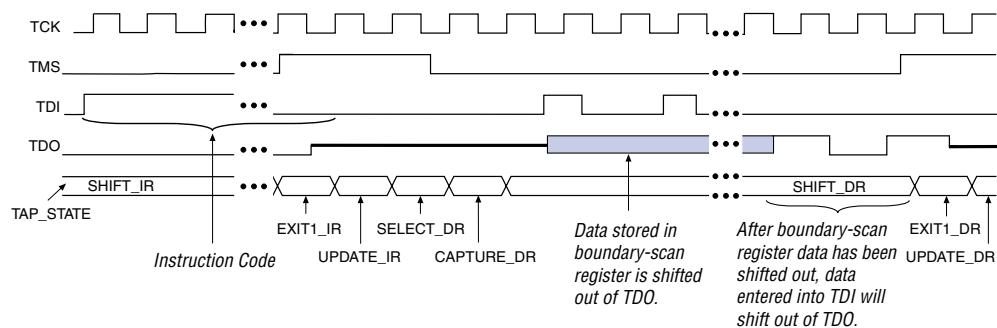 TCK
TMS
TDI
TDO
SHIFT_IR
SHIFT_DR
TAP_STATE
EXIT1_IR
SELECT_DR
EXIT1_DR
Instruction Code
UPDATE_IR
CAPTURE_DR
UPDATE_DR
Data stored in
boundary-scan
register is shifted
out of TDO.
After boundary-scan
register data has been
shifted out, data
entered into TDI will
shift out of TDO.